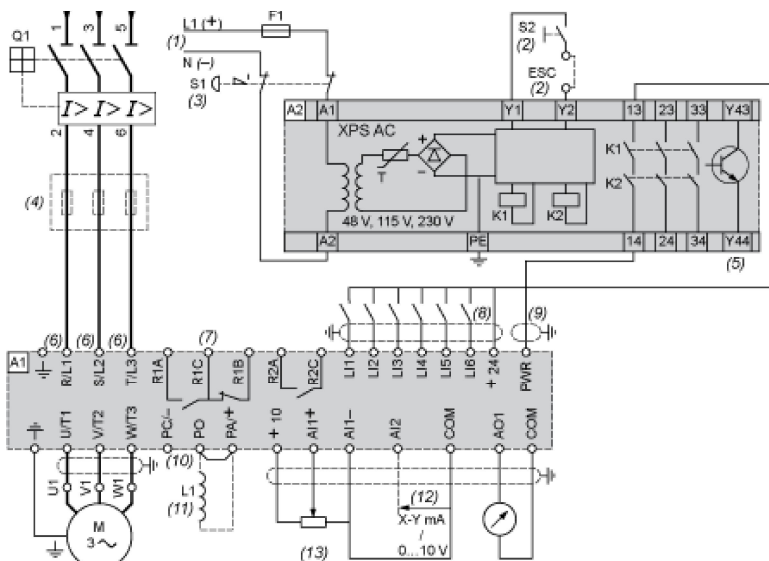 1 3 5
L1 (+) F1
Q1
(1)
N (–)
S1
(3)
S2
(2)
ESC
(2)
I> I> I>
2 4 6
A2 A1 Y1 Y2 13 23 33 Y43
XPS AC
+
–
T
K1
K2
K1 K2
48 V, 115 V, 230 V
A2 PE 14 24 34 Y44
(5)
(4)
(8) (9)
(6) (6) (6) (7)
A1
R/L1 S/L2 T/L3 R1A R1C R1B R2A R2C LI1 LI2 LI3 LI4 LI5 LI6 + 24 PWR
U/T1 V/T2 W/T3 PC/– PO PA/+ + 10 AI1+ AI1– AI2 COM AO1 COM
(10)
U1 V1 W1
L1
(11)
(12)
X-Y mA
/
0...10 V
(13)
M
3